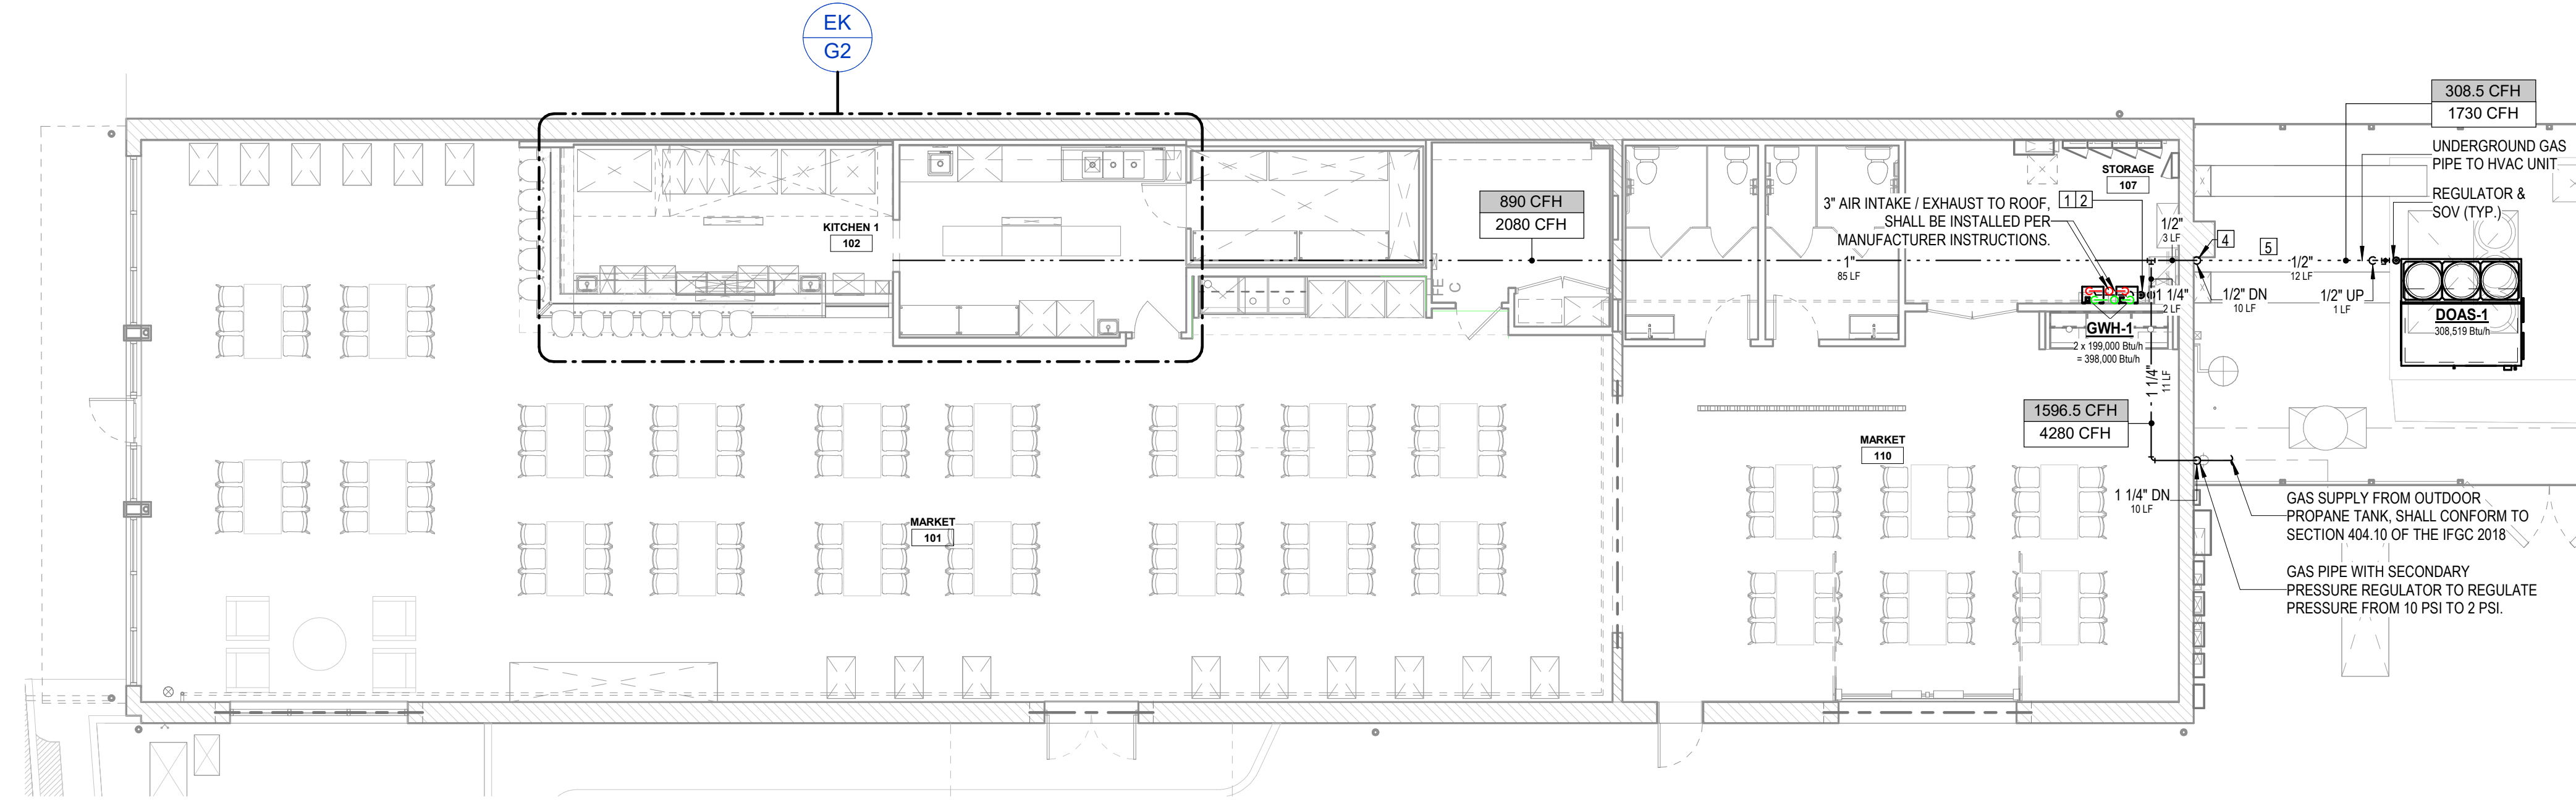 EK
G2
308.5 CFH
1730 CFH
UNDERGROUND GAS
PIPE TO HVAC UNIT
REGULATOR &
SOV (TYP.)
STORAGE
107
890 CFH
2080 CFH
3" AIR INTAKE / EXHAUST TO ROOF,
SHALL BE INSTALLED PER
MANUFACTURER INSTRUCTIONS.
1 2
1/2"
3 LF
4
5
KITCHEN 1
102
1"
85 LF
1/2"
12 LF
FE
C
1 1/4"
2 LF
1/2" DN
10 LF
1/2" UP
1 LF
DOAS-1
308,519 Btu/h
GWH-1
2 x 199,000 Btu/h
= 398,000 Btu/h
1 1/4"
11 LF
1596.5 CFH
4280 CFH
MARKET
110
MARKET
101
1 1/4" DN
10 LF
GAS SUPPLY FROM OUTDOOR
PROPANE TANK, SHALL CONFORM TO
SECTION 404.10 OF THE IFGC 2018
GAS PIPE WITH SECONDARY
PRESSURE REGULATOR TO REGULATE
PRESSURE FROM 10 PSI TO 2 PSI.